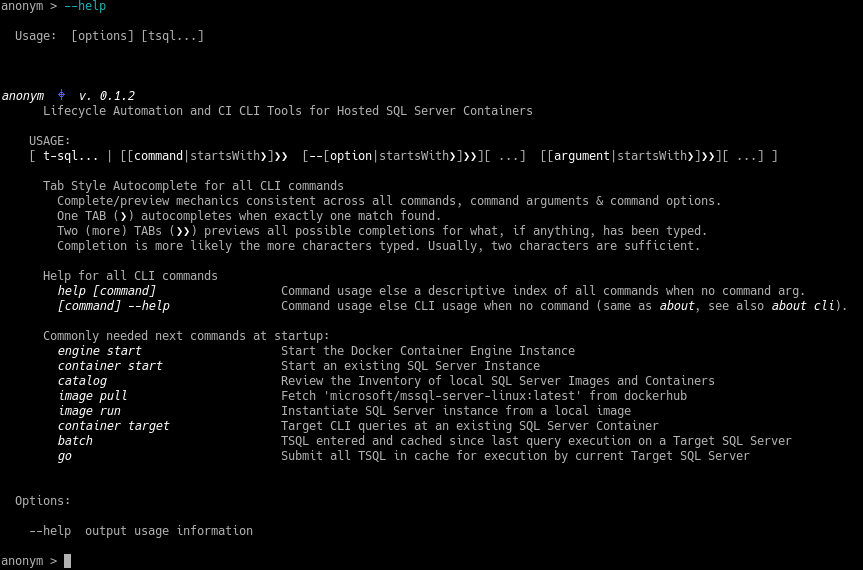 anonym > --help
Usage:  [options] [tsql...]
anonym ⌖ v. 0.1.2
Lifecycle Automation and CI CLI Tools for Hosted SQL Server Containers
USAGE:
[ t-sql... | [[command|startsWith❯]❯❯  [--[option|startsWith❯]❯❯][ ...]  [[argument|startsWith❯]❯❯][ ...] ]
Tab Style Autocomplete for all CLI commands
Complete/preview mechanics consistent across all commands, command arguments & command options.
One TAB (❯) autocompletes when exactly one match found.
Two (more) TABs (❯❯) previews all possible completions for what, if anything, has been typed.
Completion is more likely the more characters typed. Usually, two characters are sufficient.
Help for all CLI commands
help [command]  Command usage else a descriptive index of all commands when no command arg.
[command] --help  Command usage else CLI usage when no command (same as about, see also about cli).
Commonly needed next commands at startup:
engine start  Start the Docker Container Engine Instance
container start  Start an existing SQL Server Instance
catalog  Review the Inventory of local SQL Server Images and Containers
image pull  Fetch 'microsoft/mssql-server-linux:latest' from dockerhub
image run  Instantiate SQL Server instance from a local image
container target  Target CLI queries at an existing SQL Server Container
batch  TSQL entered and cached since last query execution on a Target SQL Server
go  Submit all TSQL in cache for execution by current Target SQL Server
Options:
--help  output usage information
anonym >